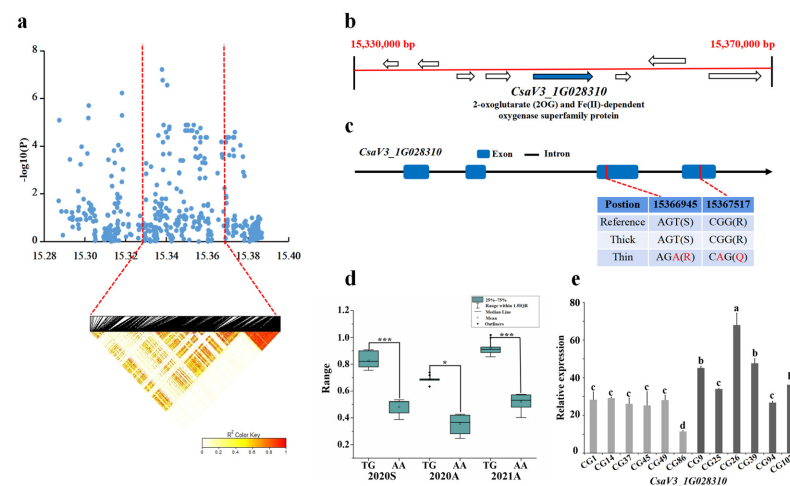 a
8
6
4
2
0
-log10(P)
15.28 15.30 15.32 15.34 15.36 15.38 15.40
R² Color Key
0 0.2 0.4 0.6 0.8 1
b
15,330,000 bp 15,370,000 bp
CsaV3_1G028310
2-oxoglutarate (2OG) and Fe(II)-dependent
oxygenase superfamily protein
c
CsaV3_1G028310 Exon Intron
Postion 15366945 15367517
Reference AGT(S) CGG(R)
Thick AGT(S) CGG(R)
Thin AGA(R) CAG(Q)
d
25%~75%
Range within 1.5IQR
Median Line
Mean
Outliners
1.0
0.8
0.6
0.4
0.2
Range
*** * ***
TG AA TG AA TG AA
2020S 2020A 2021A
e
80
60
40
20
0
Relative expression
c c c c c d b c a b c
CG1 CG14 CG37 CG45 CG49 CG86 CG9 CG25 CG26 CG39 CG94
CsaV3_1G028310